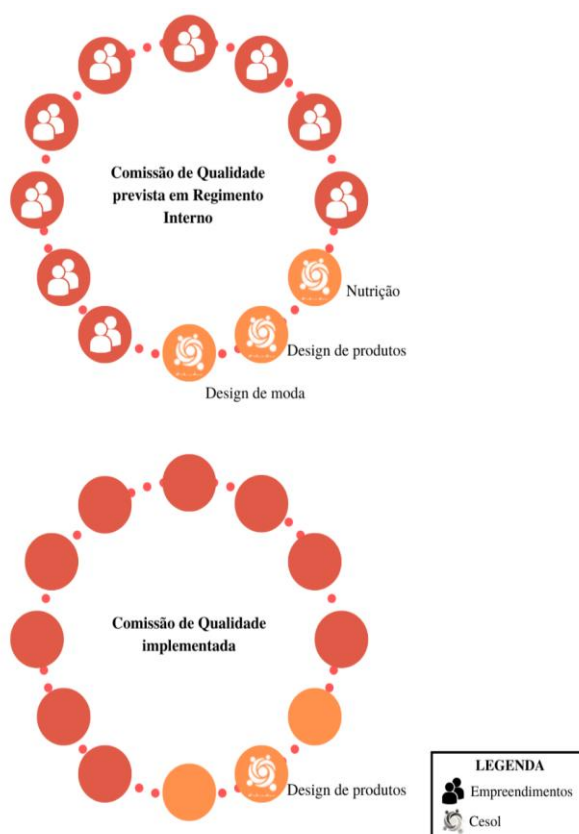 Comissão de Qualidade
prevista em Regimento
Interno
Nutrição
Design de produtos
Design de moda
Comissão de Qualidade
implementada
Design de produtos
LEGENDA
Empreendimentos
Cesol